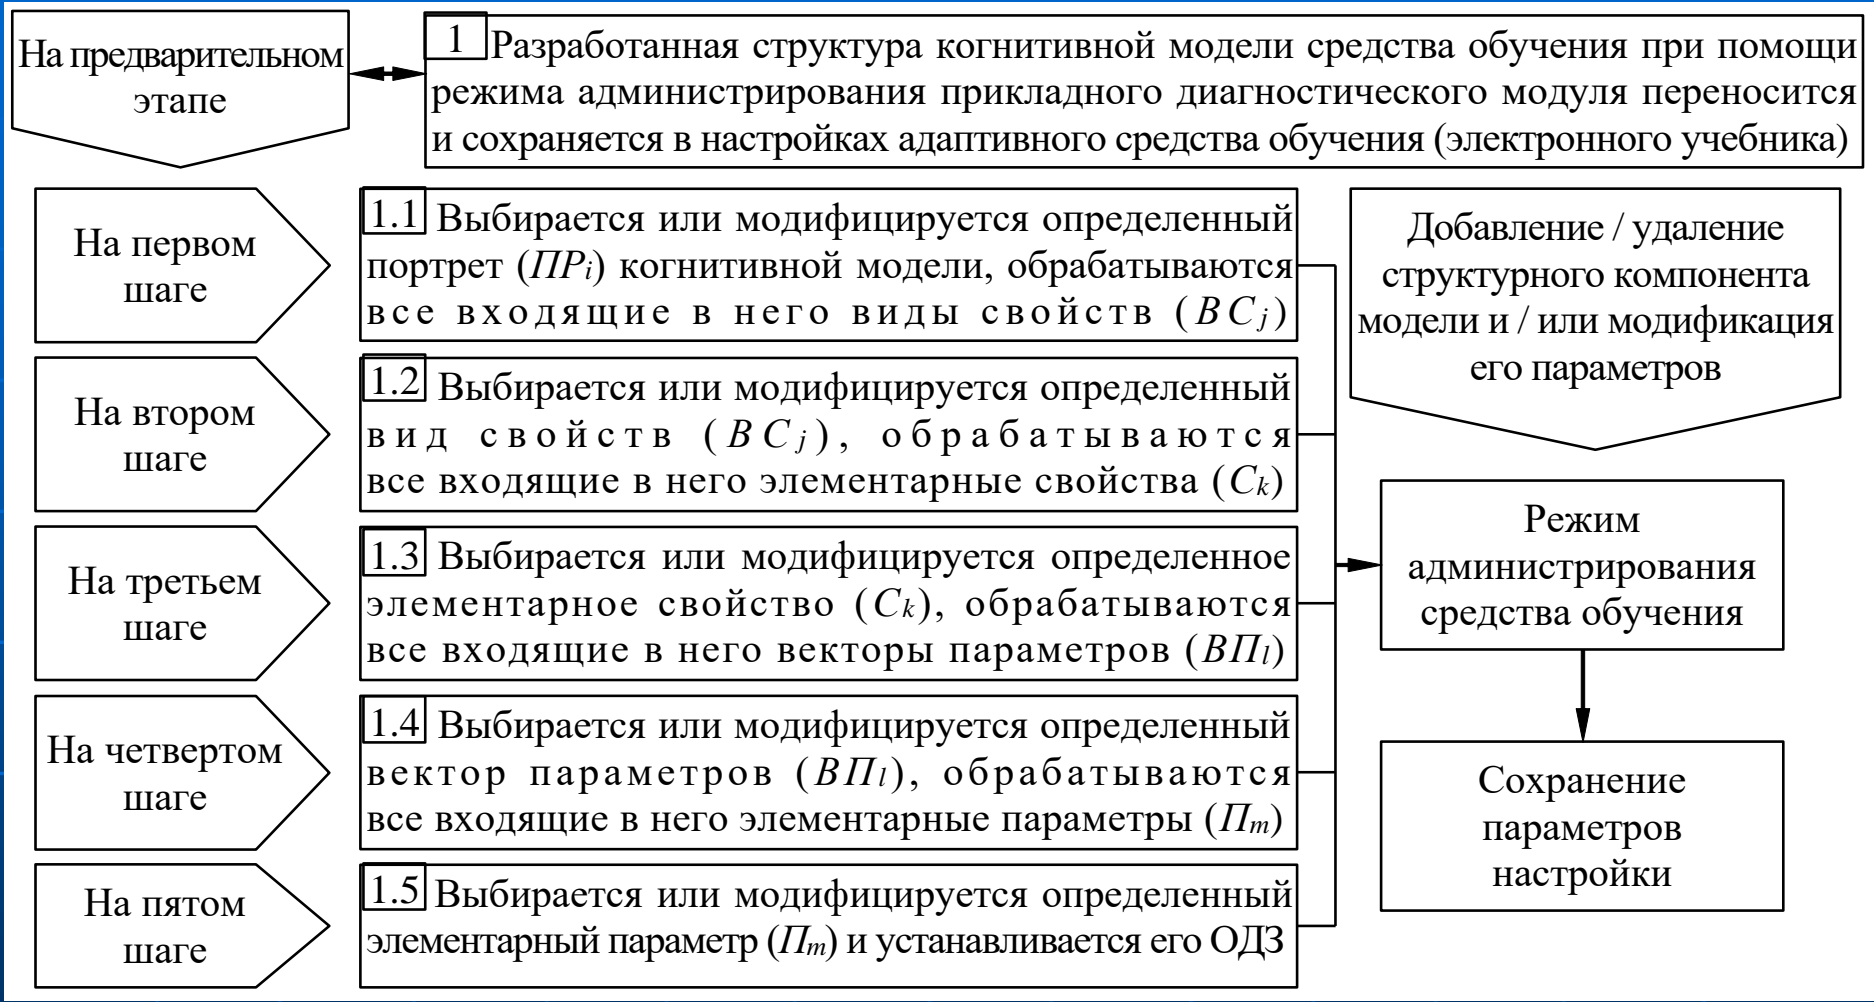 На предварительном
этапе
1 Разработанная структура когнитивной модели средства обучения при помощи
режима администрирования прикладного диагностического модуля переносится
и сохраняется в настройках адаптивного средства обучения (электронного учебника)
На первом
шаге
1.1 Выбирается или модифицируется определенный
портрет (ПРi) когнитивной модели, обрабатываются
все входящие в него виды свойств (ВСj)
На втором
шаге
1.2 Выбирается или модифицируется определенный
вид свойств (ВСj), обрабатываются
все входящие в него элементарные свойства (Сk)
На третьем
шаге
1.3 Выбирается или модифицируется определенное
элементарное свойство (Сk), обрабатываются
все входящие в него векторы параметров (ВПl)
На четвертом
шаге
1.4 Выбирается или модифицируется определенный
вектор параметров (ВПl), обрабатываются
все входящие в него элементарные параметры (Пm)
На пятом
шаге
1.5 Выбирается или модифицируется определенный
элементарный параметр (Пm) и устанавливается его ОДЗ
Добавление / удаление
структурного компонента
модели и / или модификация
его параметров
Режим
администрирования
средства обучения
Сохранение
параметров
настройки